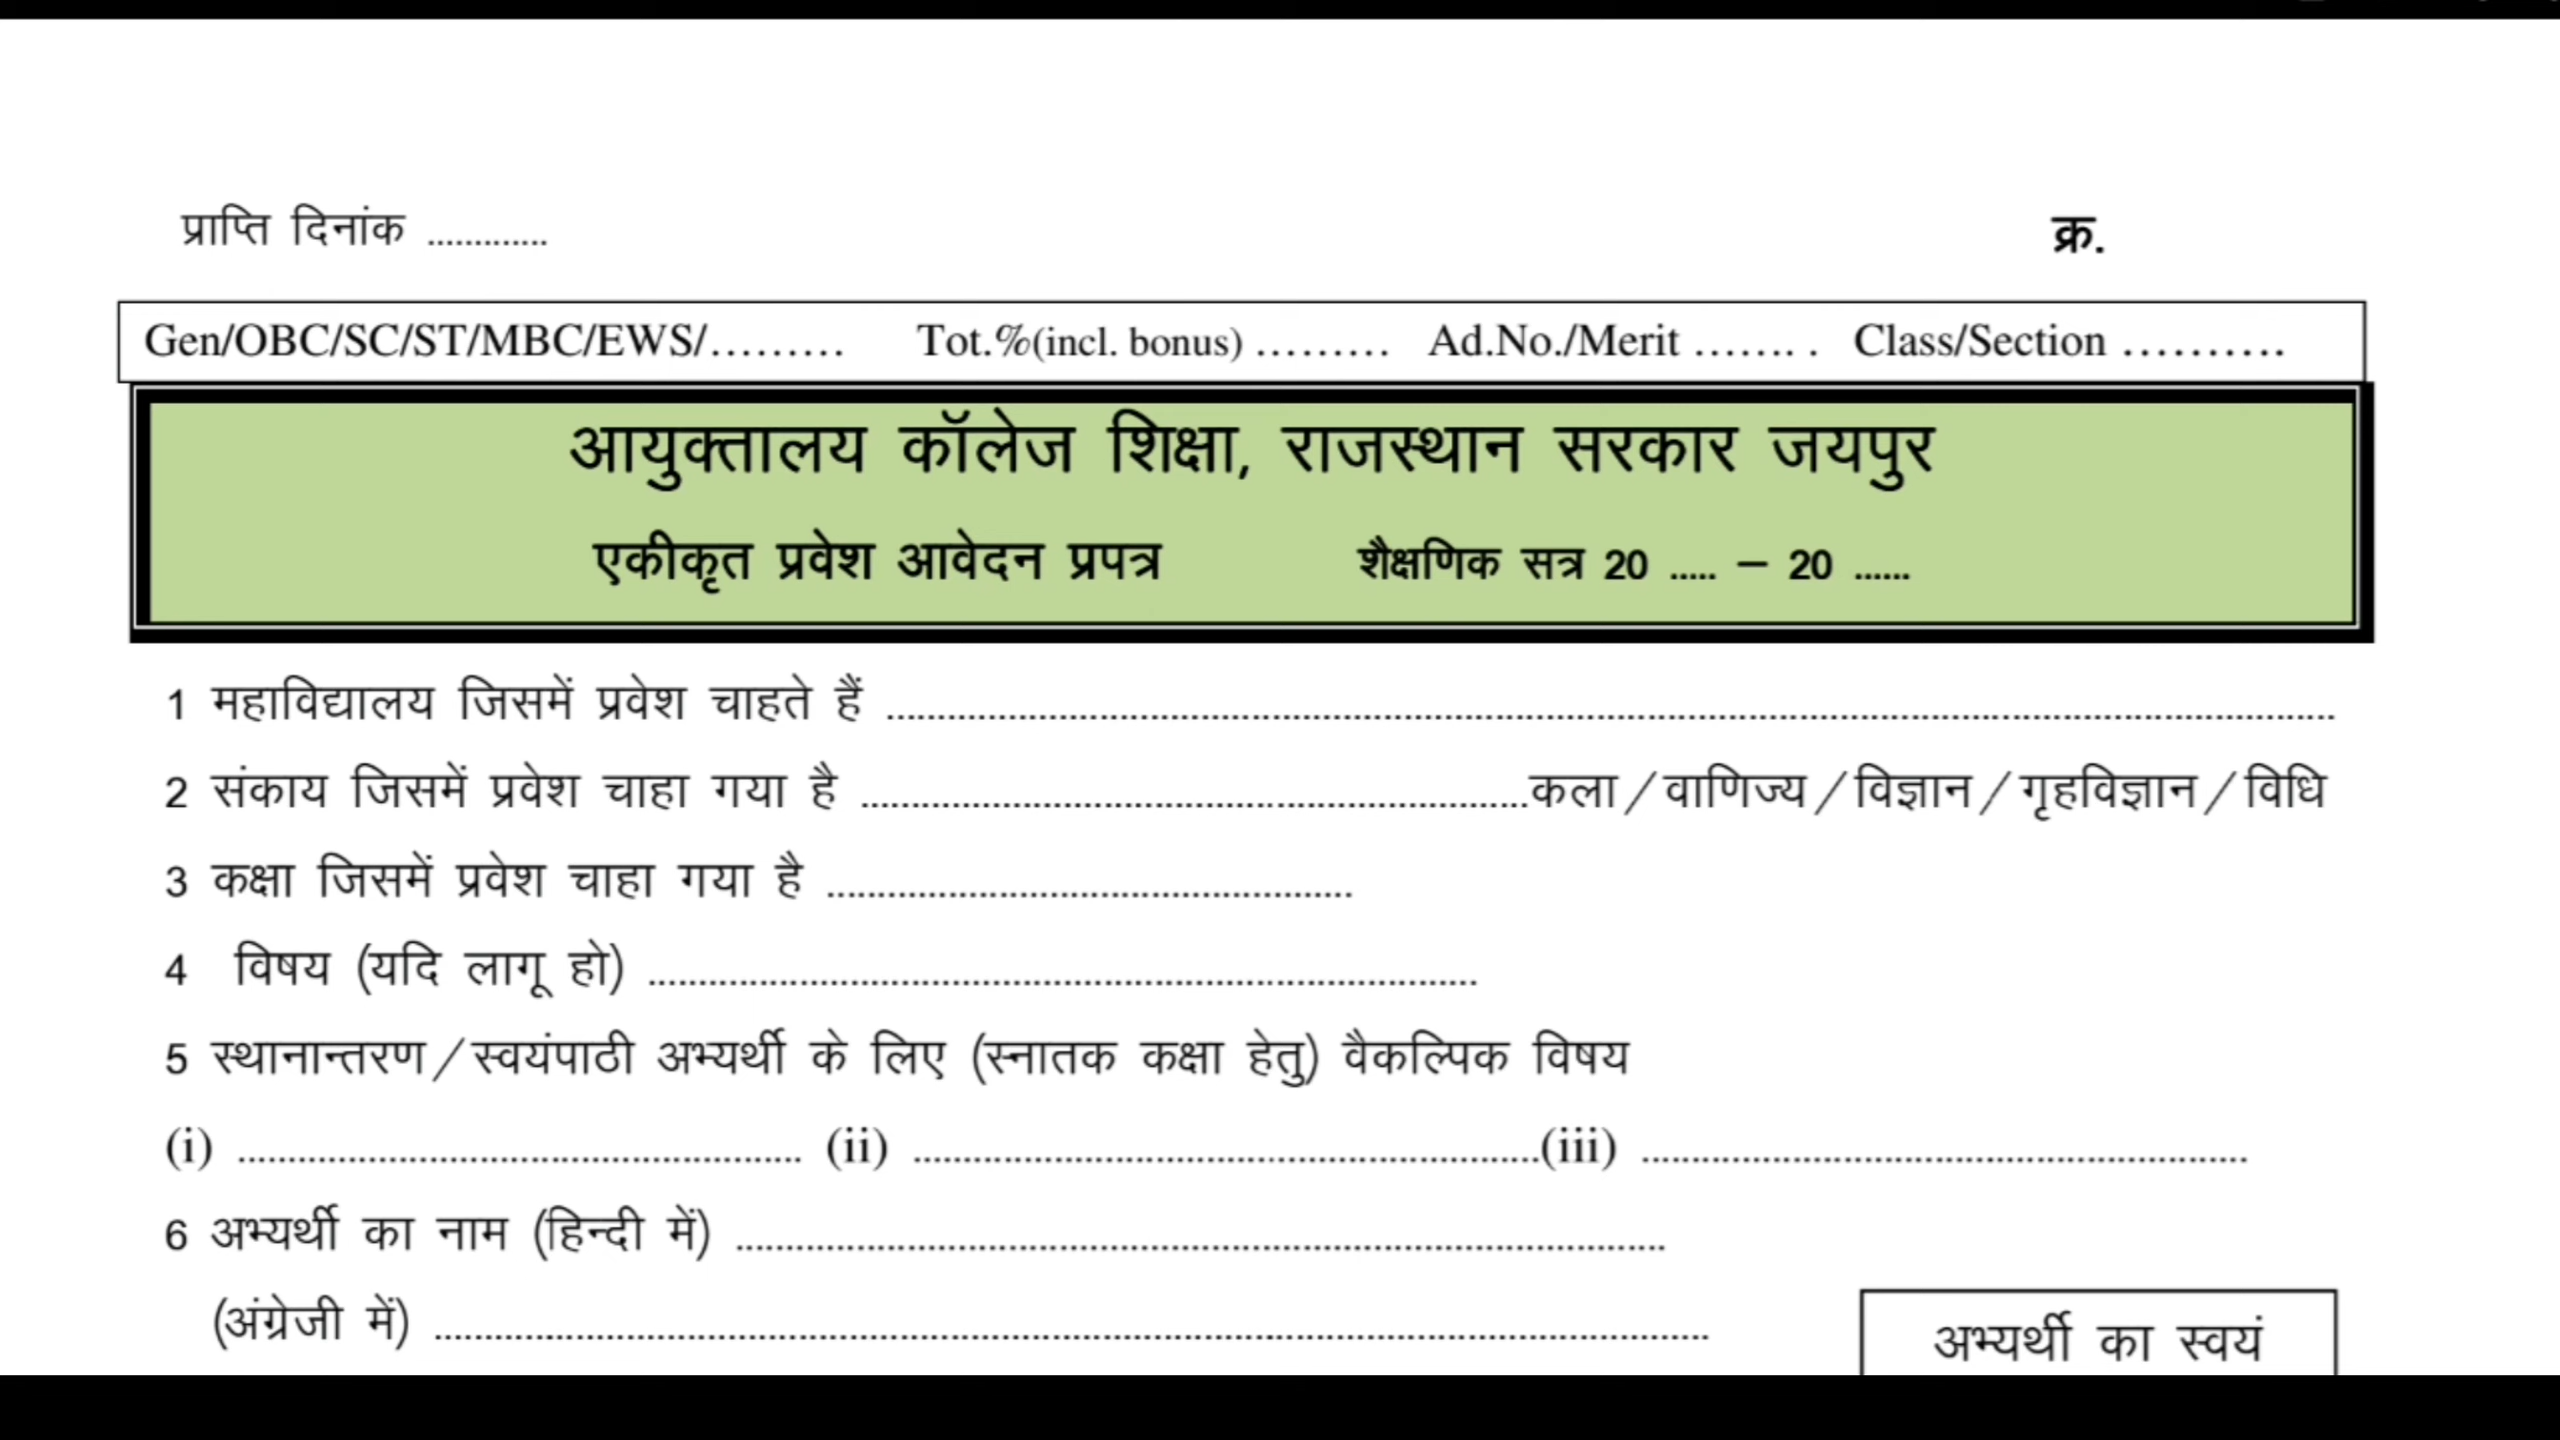 प्राप्ति दिनांक ............. क्र.
Gen/OBC/SC/ST/MBC/EWS/......... Tot.%(incl. bonus) ......... Ad.No./Merit ....... . Class/Section ..........
आयुक्तालय कॉलेज शिक्षा, राजस्थान सरकार जयपुर
एकीकृत प्रवेश आवेदन प्रपत्र शैक्षणिक सत्र 20 ..... – 20 ......
1 महाविद्यालय जिसमें प्रवेश चाहते हैं ................................................................
2 संकाय जिसमें प्रवेश चाहा गया है ................................कला/वाणिज्य/विज्ञान/गृहविज्ञान/विधि
3 कक्षा जिसमें प्रवेश चाहा गया है ................................
4 विषय (यदि लागू हो) ................................................
5 स्थानान्तरण/स्वयंपाठी अभ्यर्थी के लिए (स्नातक कक्षा हेतु) वैकल्पिक विषय
(i) ................................ (ii) ................................(iii) ................................
6 अभ्यर्थी का नाम (हिन्दी में) ................................................
(अंग्रेजी में) ................................................................
अभ्यर्थी का स्वयं